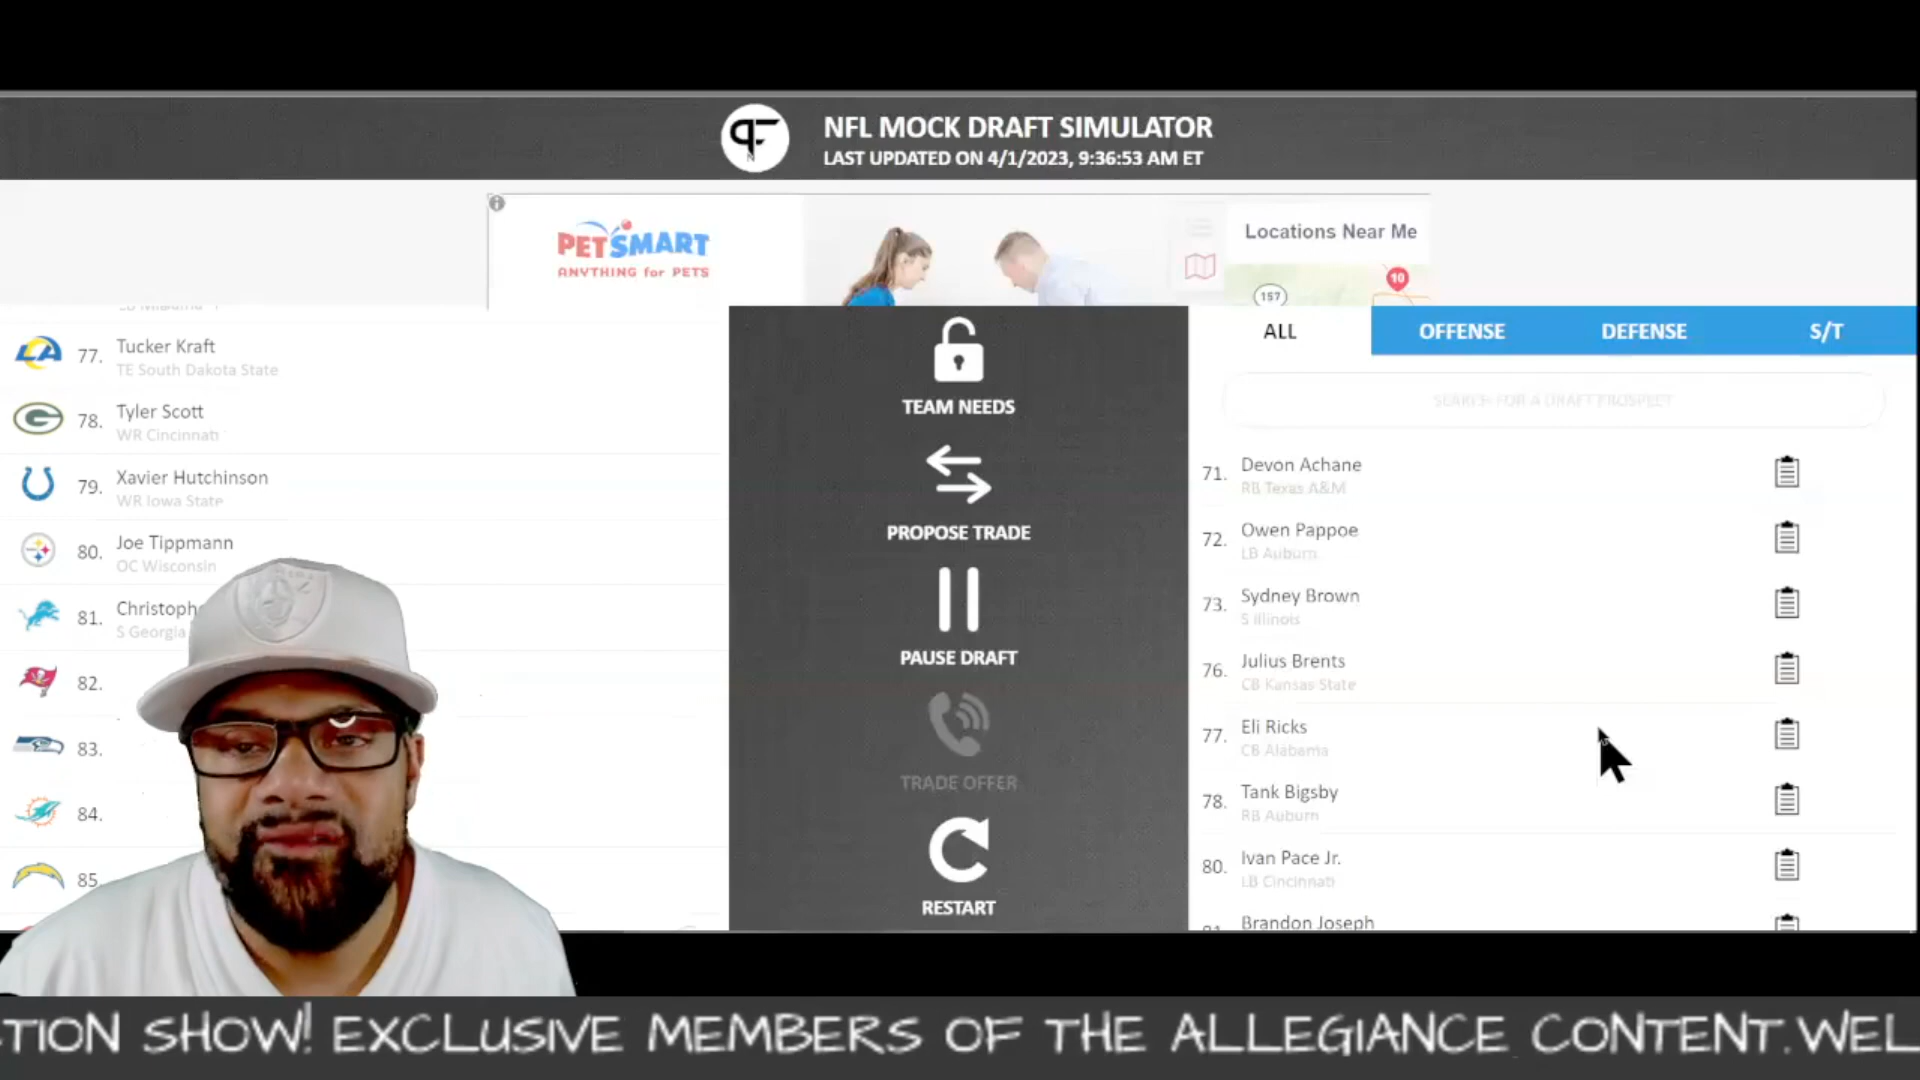 NFL MOCK DRAFT SIMULATOR
LAST UPDATED ON 4/1/2023, 9:36:53 AM ET
PETSMART
ANYTHING for PETS
Locations Near Me
10
157
77. Tucker Kraft
TE South Dakota State
78. Tyler Scott
WR Cincinnati
79. Xavier Hutchinson
WR Iowa State
80. Joe Tippmann
OC Wisconsin
81. Christoph
S Georgia
82.
83.
84.
85.
TEAM NEEDS
PROPOSE TRADE
PAUSE DRAFT
TRADE OFFER
RESTART
ALL
OFFENSE
DEFENSE
S/T
SEARCH FOR A DRAFT PROSPECT
71. Devon Achane
RB Texas A&M
72. Owen Pappoe
LB Auburn
73. Sydney Brown
S Illinois
76. Julius Brents
CB Kansas State
77. Eli Ricks
CB Alabama
78. Tank Bigsby
RB Auburn
80. Ivan Pace Jr.
LB Cincinnati
Brandon Joseph
TION SHOW! EXCLUSIVE MEMBERS OF THE ALLEGIANCE CONTENT.WEL